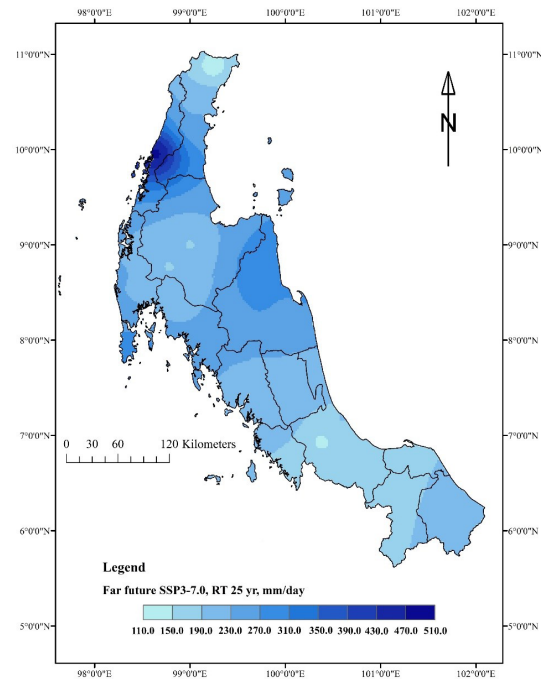 98°0'0"E 99°0'0"E 100°0'0"E 101°0'0"E 102°0'0"E
11°0'0"N 11°0'0"N
N
10°0'0"N 10°0'0"N
9°0'0"N 9°0'0"N
8°0'0"N 8°0'0"N
7°0'0"N 7°0'0"N
0 30 60 120 Kilometers
6°0'0"N 6°0'0"N
Legend
Far future SSP3-7.0, RT 25 yr, mm/day
110.0 150.0 190.0 230.0 270.0 310.0 350.0 390.0 430.0 470.0 510.0
5°0'0"N 5°0'0"N
98°0'0"E 99°0'0"E 100°0'0"E 101°0'0"E 102°0'0"E